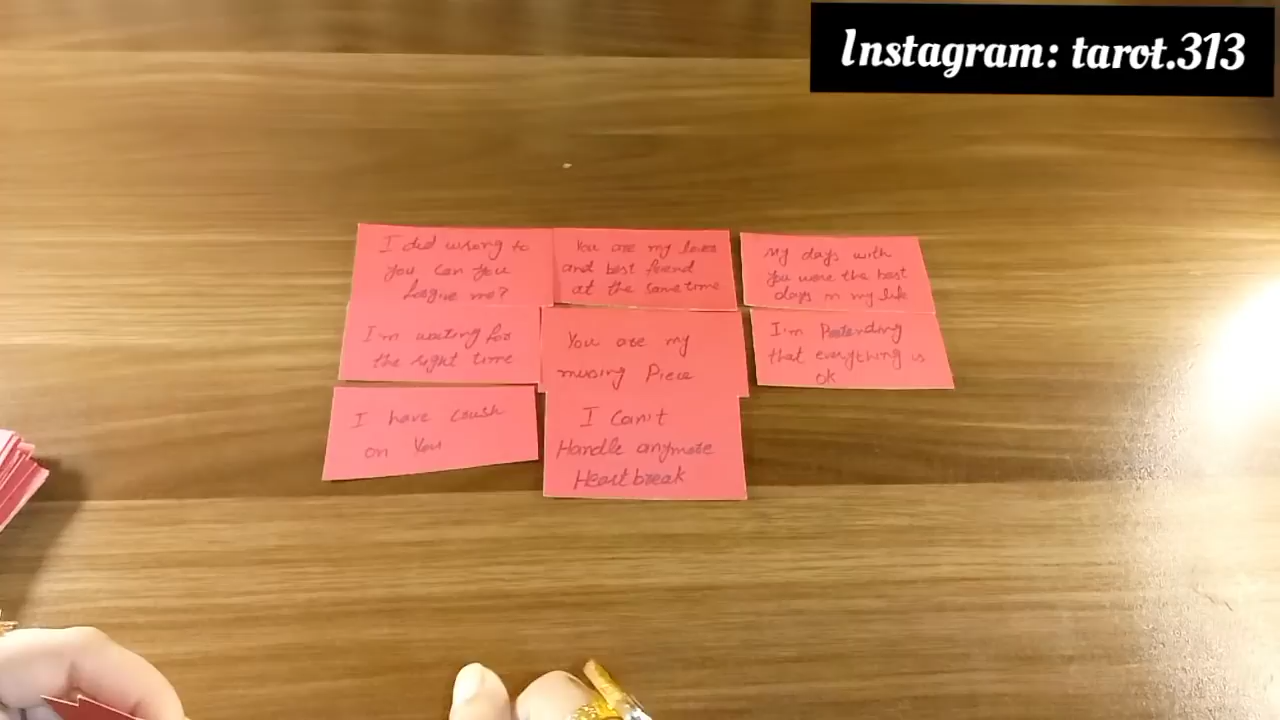 Instagram: tarot.313
I did wrong to
you can you
forgive me?
You are my lover
and best friend
at the same time
My days with
you were the best
days in my life
I'm waiting for
the right time
You are my
missing Piece
I'm Pretending
that everything is
ok
I have crush
on You
I Can't
Handle anymore
Heartbreak